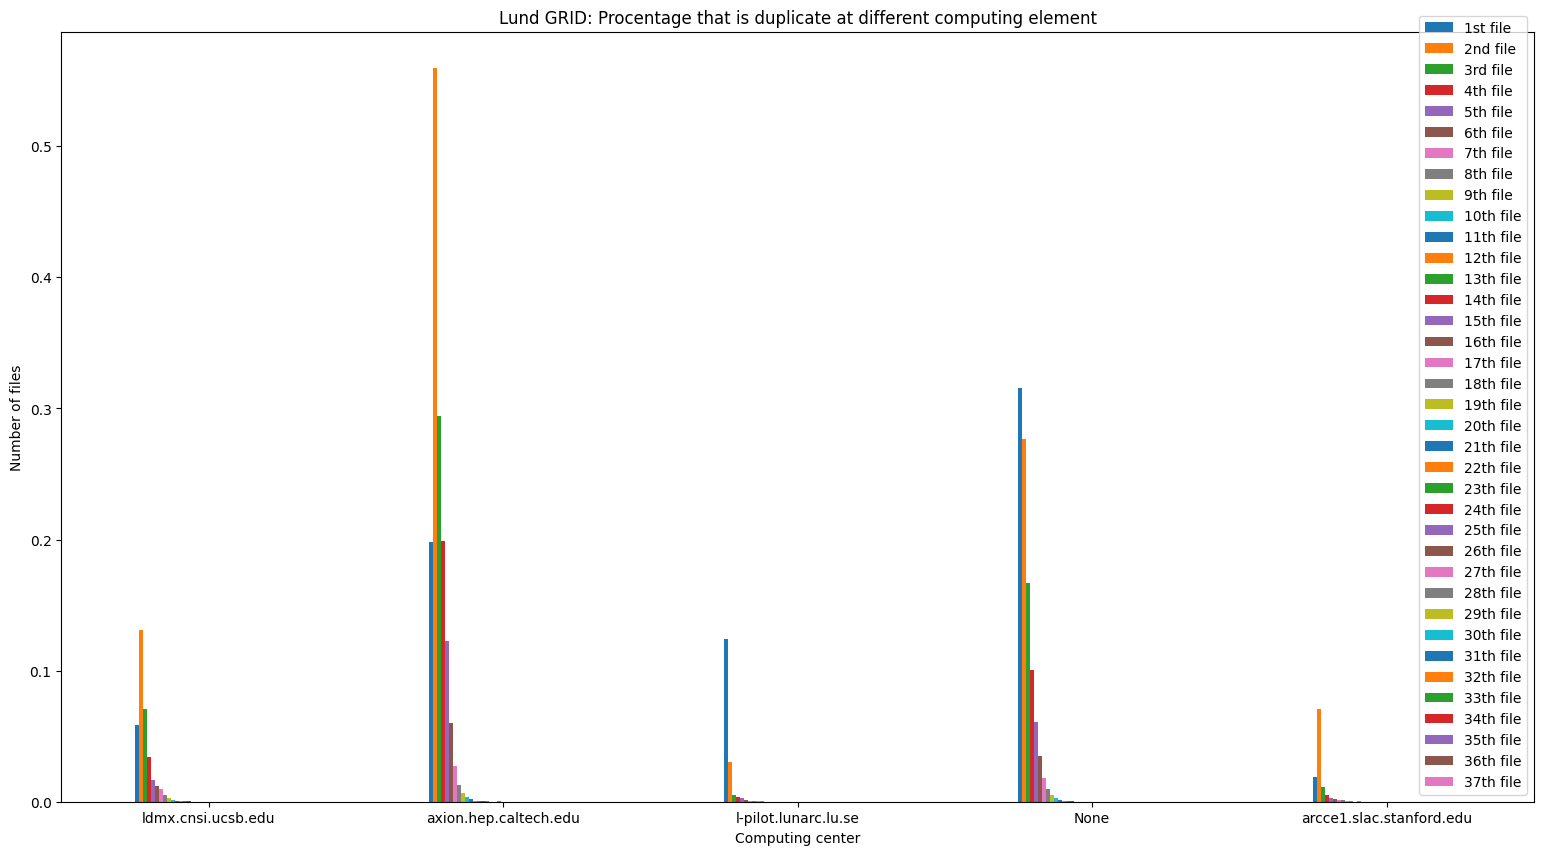 Lund GRID: Procentage that is duplicate at different computing element
Number of files
0.5
0.4
0.3
0.2
0.1
0.0
ldmx.cnsi.ucsb.edu
axion.hep.caltech.edu
l-pilot.lunarc.lu.se
None
arcce1.slac.stanford.edu
Computing center
1st file
2nd file
3rd file
4th file
5th file
6th file
7th file
8th file
9th file
10th file
11th file
12th file
13th file
14th file
15th file
16th file
17th file
18th file
19th file
20th file
21th file
22th file
23th file
24th file
25th file
26th file
27th file
28th file
29th file
30th file
31th file
32th file
33th file
34th file
35th file
36th file
37th file